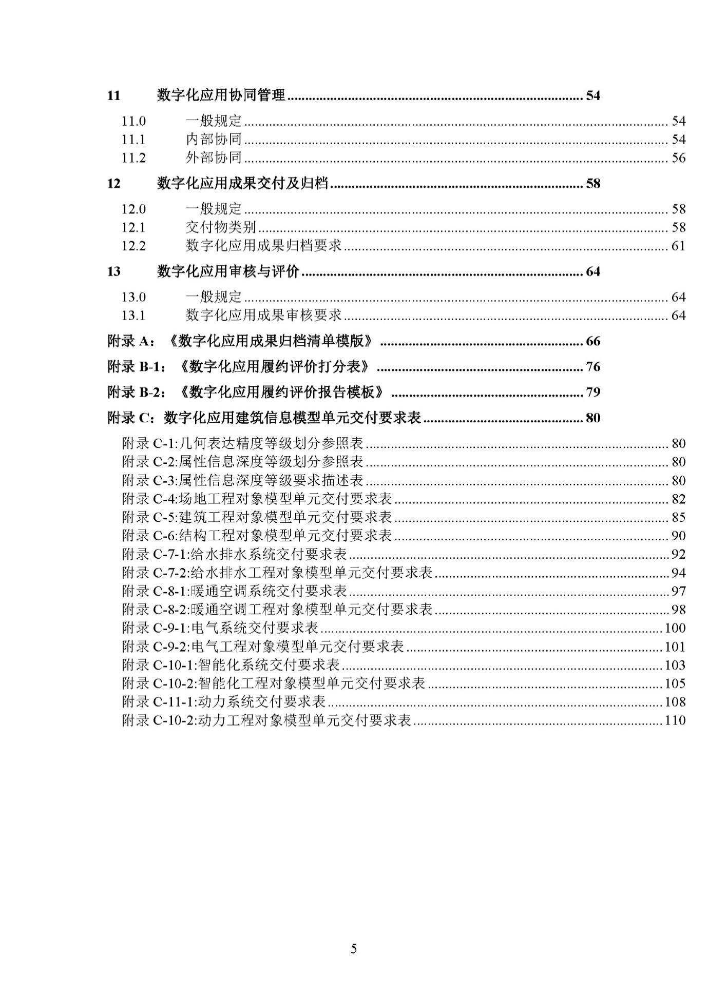 11 数字化应用协同管理 54
11.0 一般规定 54
11.1 内部协同 54
11.2 外部协同 56
12 数字化应用成果交付及归档 58
12.0 一般规定 58
12.1 交付物类别 58
12.2 数字化应用成果归档要求 61
13 数字化应用审核与评价 64
13.0 一般规定 64
13.1 数字化应用成果审核要求 64
附录 A：《数字化应用成果归档清单模版》 66
附录 B-1：《数字化应用履约评价打分表》 76
附录 B-2：《数字化应用履约评价报告模板》 79
附录 C：数字化应用建筑信息模型单元交付要求表 80
附录 C-1:几何表达精度等级划分参照表 80
附录 C-2:属性信息深度等级划分参照表 80
附录 C-3:属性信息深度等级要求描述表 80
附录 C-4:场地工程对象模型单元交付要求表 82
附录 C-5:建筑工程对象模型单元交付要求表 85
附录 C-6:结构工程对象模型单元交付要求表 90
附录 C-7-1:给水排水系统交付要求表 92
附录 C-7-2:给水排水工程对象模型单元交付要求表 94
附录 C-8-1:暖通空调系统交付要求表 97
附录 C-8-2:暖通空调工程对象模型单元交付要求表 98
附录 C-9-1:电气系统交付要求表 100
附录 C-9-2:电气工程对象模型单元交付要求表 101
附录 C-10-1:智能化系统交付要求表 103
附录 C-10-2:智能化工程对象模型单元交付要求表 105
附录 C-11-1:动力系统交付要求表 108
附录 C-10-2:动力工程对象模型单元交付要求表 110
5